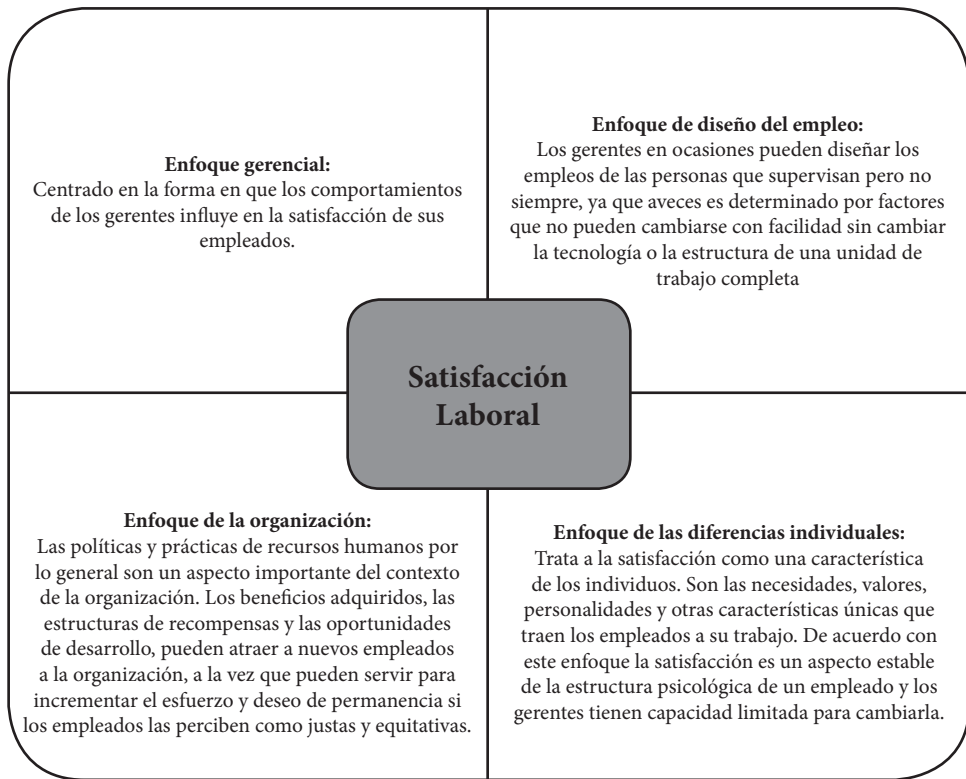 Enfoque gerencial:
Centrado en la forma en que los comportamientos
de los gerentes influye en la satisfacción de sus
empleados.
Enfoque de diseño del empleo:
Los gerentes en ocasiones pueden diseñar los
empleos de las personas que supervisan pero no
siempre, ya que aveces es determinado por factores
que no pueden cambiarse con facilidad sin cambiar
la tecnología o la estructura de una unidad de
trabajo completa
Satisfacción
Laboral
Enfoque de la organización:
Las políticas y prácticas de recursos humanos por
lo general son un aspecto importante del contexto
de la organización. Los beneficios adquiridos, las
estructuras de recompensas y las oportunidades
de desarrollo, pueden atraer a nuevos empleados
a la organización, a la vez que pueden servir para
incrementar el esfuerzo y deseo de permanencia si
los empleados las perciben como justas y equitativas.
Enfoque de las diferencias individuales:
Trata a la satisfacción como una característica
de los individuos. Son las necesidades, valores,
personalidades y otras características únicas que
traen los empleados a su trabajo. De acuerdo con
este enfoque la satisfacción es un aspecto estable
de la estructura psicológica de un empleado y los
gerentes tienen capacidad limitada para cambiarla.